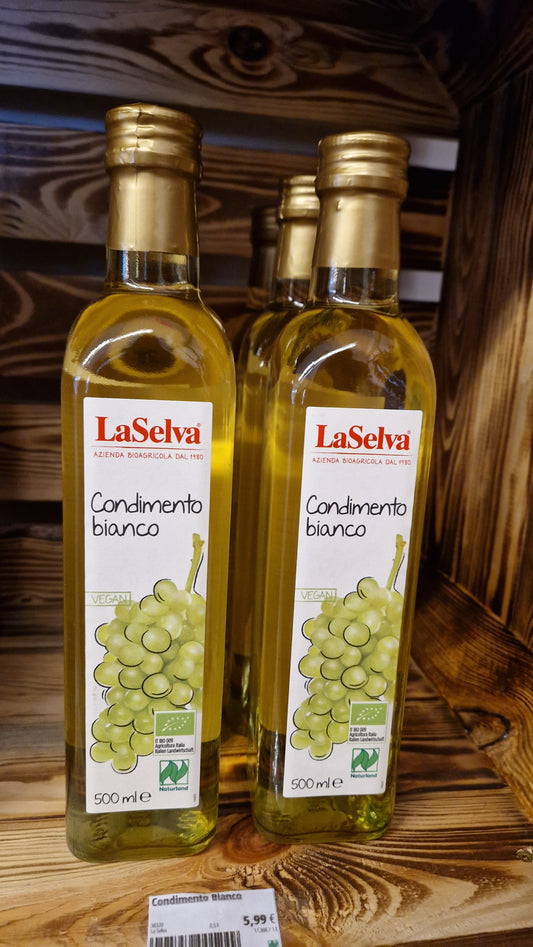 LaSelva®
AZIENDA BIOAGRICOLA DAL 1980
Condimento
bianco
VEGAN
IT BIO 009
Agricoltura Italia
Italien Landwirtschaft
Naturland
500 ml e
LaSelva®
AZIENDA BIOAGRICOLA DAL 1980
Condimento
bianco
VEGAN
IT BIO 009
Agricoltura Italia
Italien Landwirtschaft
Naturland
500 ml e
Condimento Bianco
La Selva
0,5 l
5,99 €